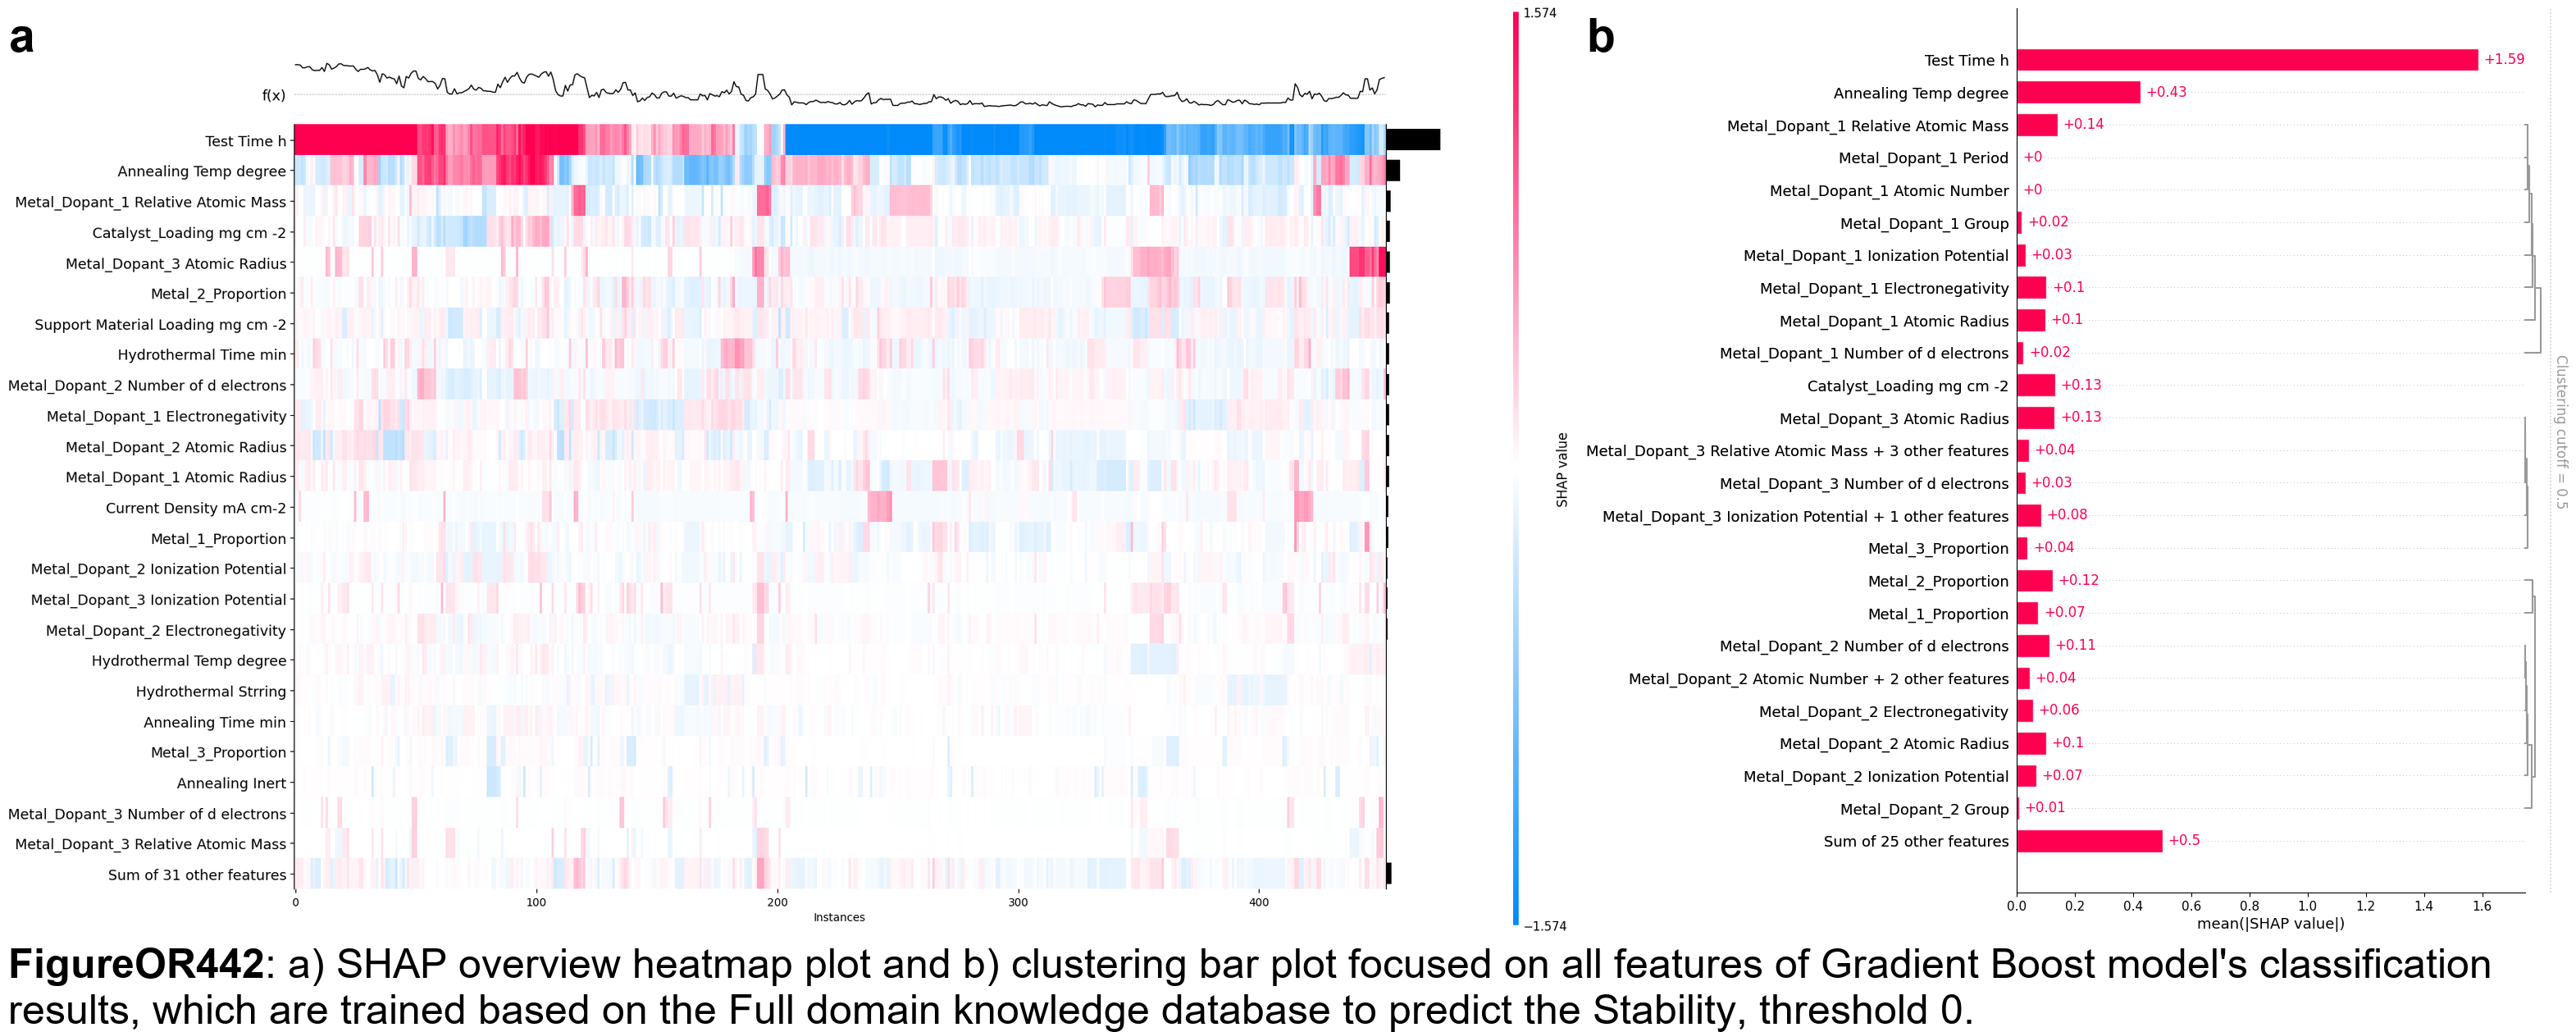 a
f(x)
Test Time h
Annealing Temp degree
Metal_Dopant_1 Relative Atomic Mass
Catalyst_Loading mg cm -2
Metal_Dopant_3 Atomic Radius
Metal_2_Proportion
Support Material Loading mg cm -2
Hydrothermal Time min
Metal_Dopant_2 Number of d electrons
Metal_Dopant_1 Electronegativity
Metal_Dopant_2 Atomic Radius
Metal_Dopant_1 Atomic Radius
Current Density mA cm-2
Metal_1_Proportion
Metal_Dopant_2 Ionization Potential
Metal_Dopant_3 Ionization Potential
Metal_Dopant_2 Electronegativity
Hydrothermal Temp degree
Hydrothermal Strring
Annealing Time min
Metal_3_Proportion
Annealing Inert
Metal_Dopant_3 Number of d electrons
Metal_Dopant_3 Relative Atomic Mass
Sum of 31 other features
0 100 200 300 400
Instances
1.574
SHAP value
−1.574
b
Test Time h +1.59
Annealing Temp degree +0.43
Metal_Dopant_1 Relative Atomic Mass +0.14
Metal_Dopant_1 Period +0
Metal_Dopant_1 Atomic Number +0
Metal_Dopant_1 Group +0.02
Metal_Dopant_1 Ionization Potential +0.03
Metal_Dopant_1 Electronegativity +0.1
Metal_Dopant_1 Atomic Radius +0.1
Metal_Dopant_1 Number of d electrons +0.02
Catalyst_Loading mg cm -2 +0.13
Metal_Dopant_3 Atomic Radius +0.13
Metal_Dopant_3 Relative Atomic Mass + 3 other features +0.04
Metal_Dopant_3 Number of d electrons +0.03
Metal_Dopant_3 Ionization Potential + 1 other features +0.08
Metal_3_Proportion +0.04
Metal_2_Proportion +0.12
Metal_1_Proportion +0.07
Metal_Dopant_2 Number of d electrons +0.11
Metal_Dopant_2 Atomic Number + 2 other features +0.04
Metal_Dopant_2 Electronegativity +0.06
Metal_Dopant_2 Atomic Radius +0.1
Metal_Dopant_2 Ionization Potential +0.07
Metal_Dopant_2 Group +0.01
Sum of 25 other features +0.5
0.0 0.2 0.4 0.6 0.8 1.0 1.2 1.4 1.6
mean(|SHAP value|)
Clustering cutoff = 0.5
FigureOR442: a) SHAP overview heatmap plot and b) clustering bar plot focused on all features of Gradient Boost model's classification
results, which are trained based on the Full domain knowledge database to predict the Stability, threshold 0.